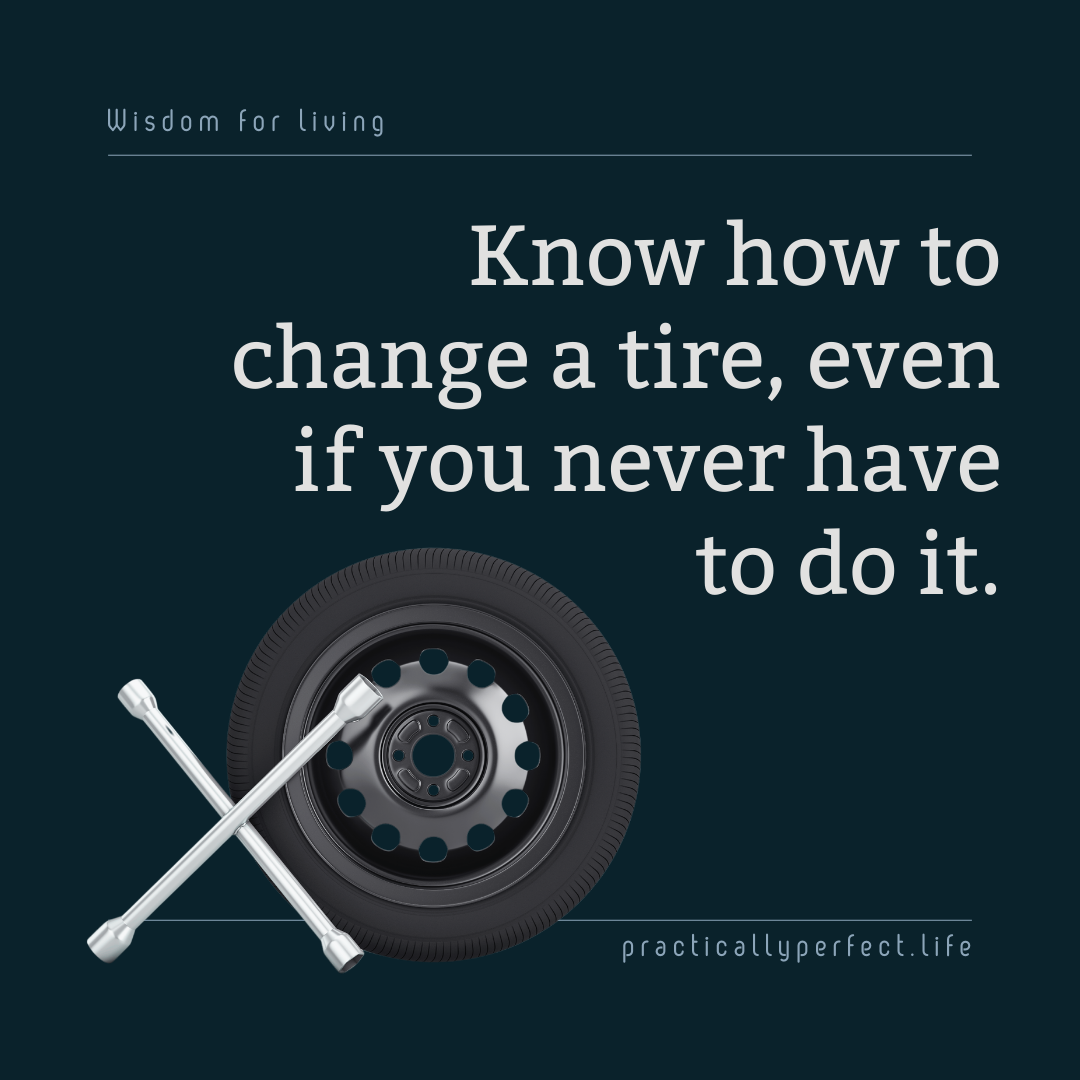 Wisdom for living
Know how to
change a tire, even
if you never have
to do it.
practicallyperfect.life